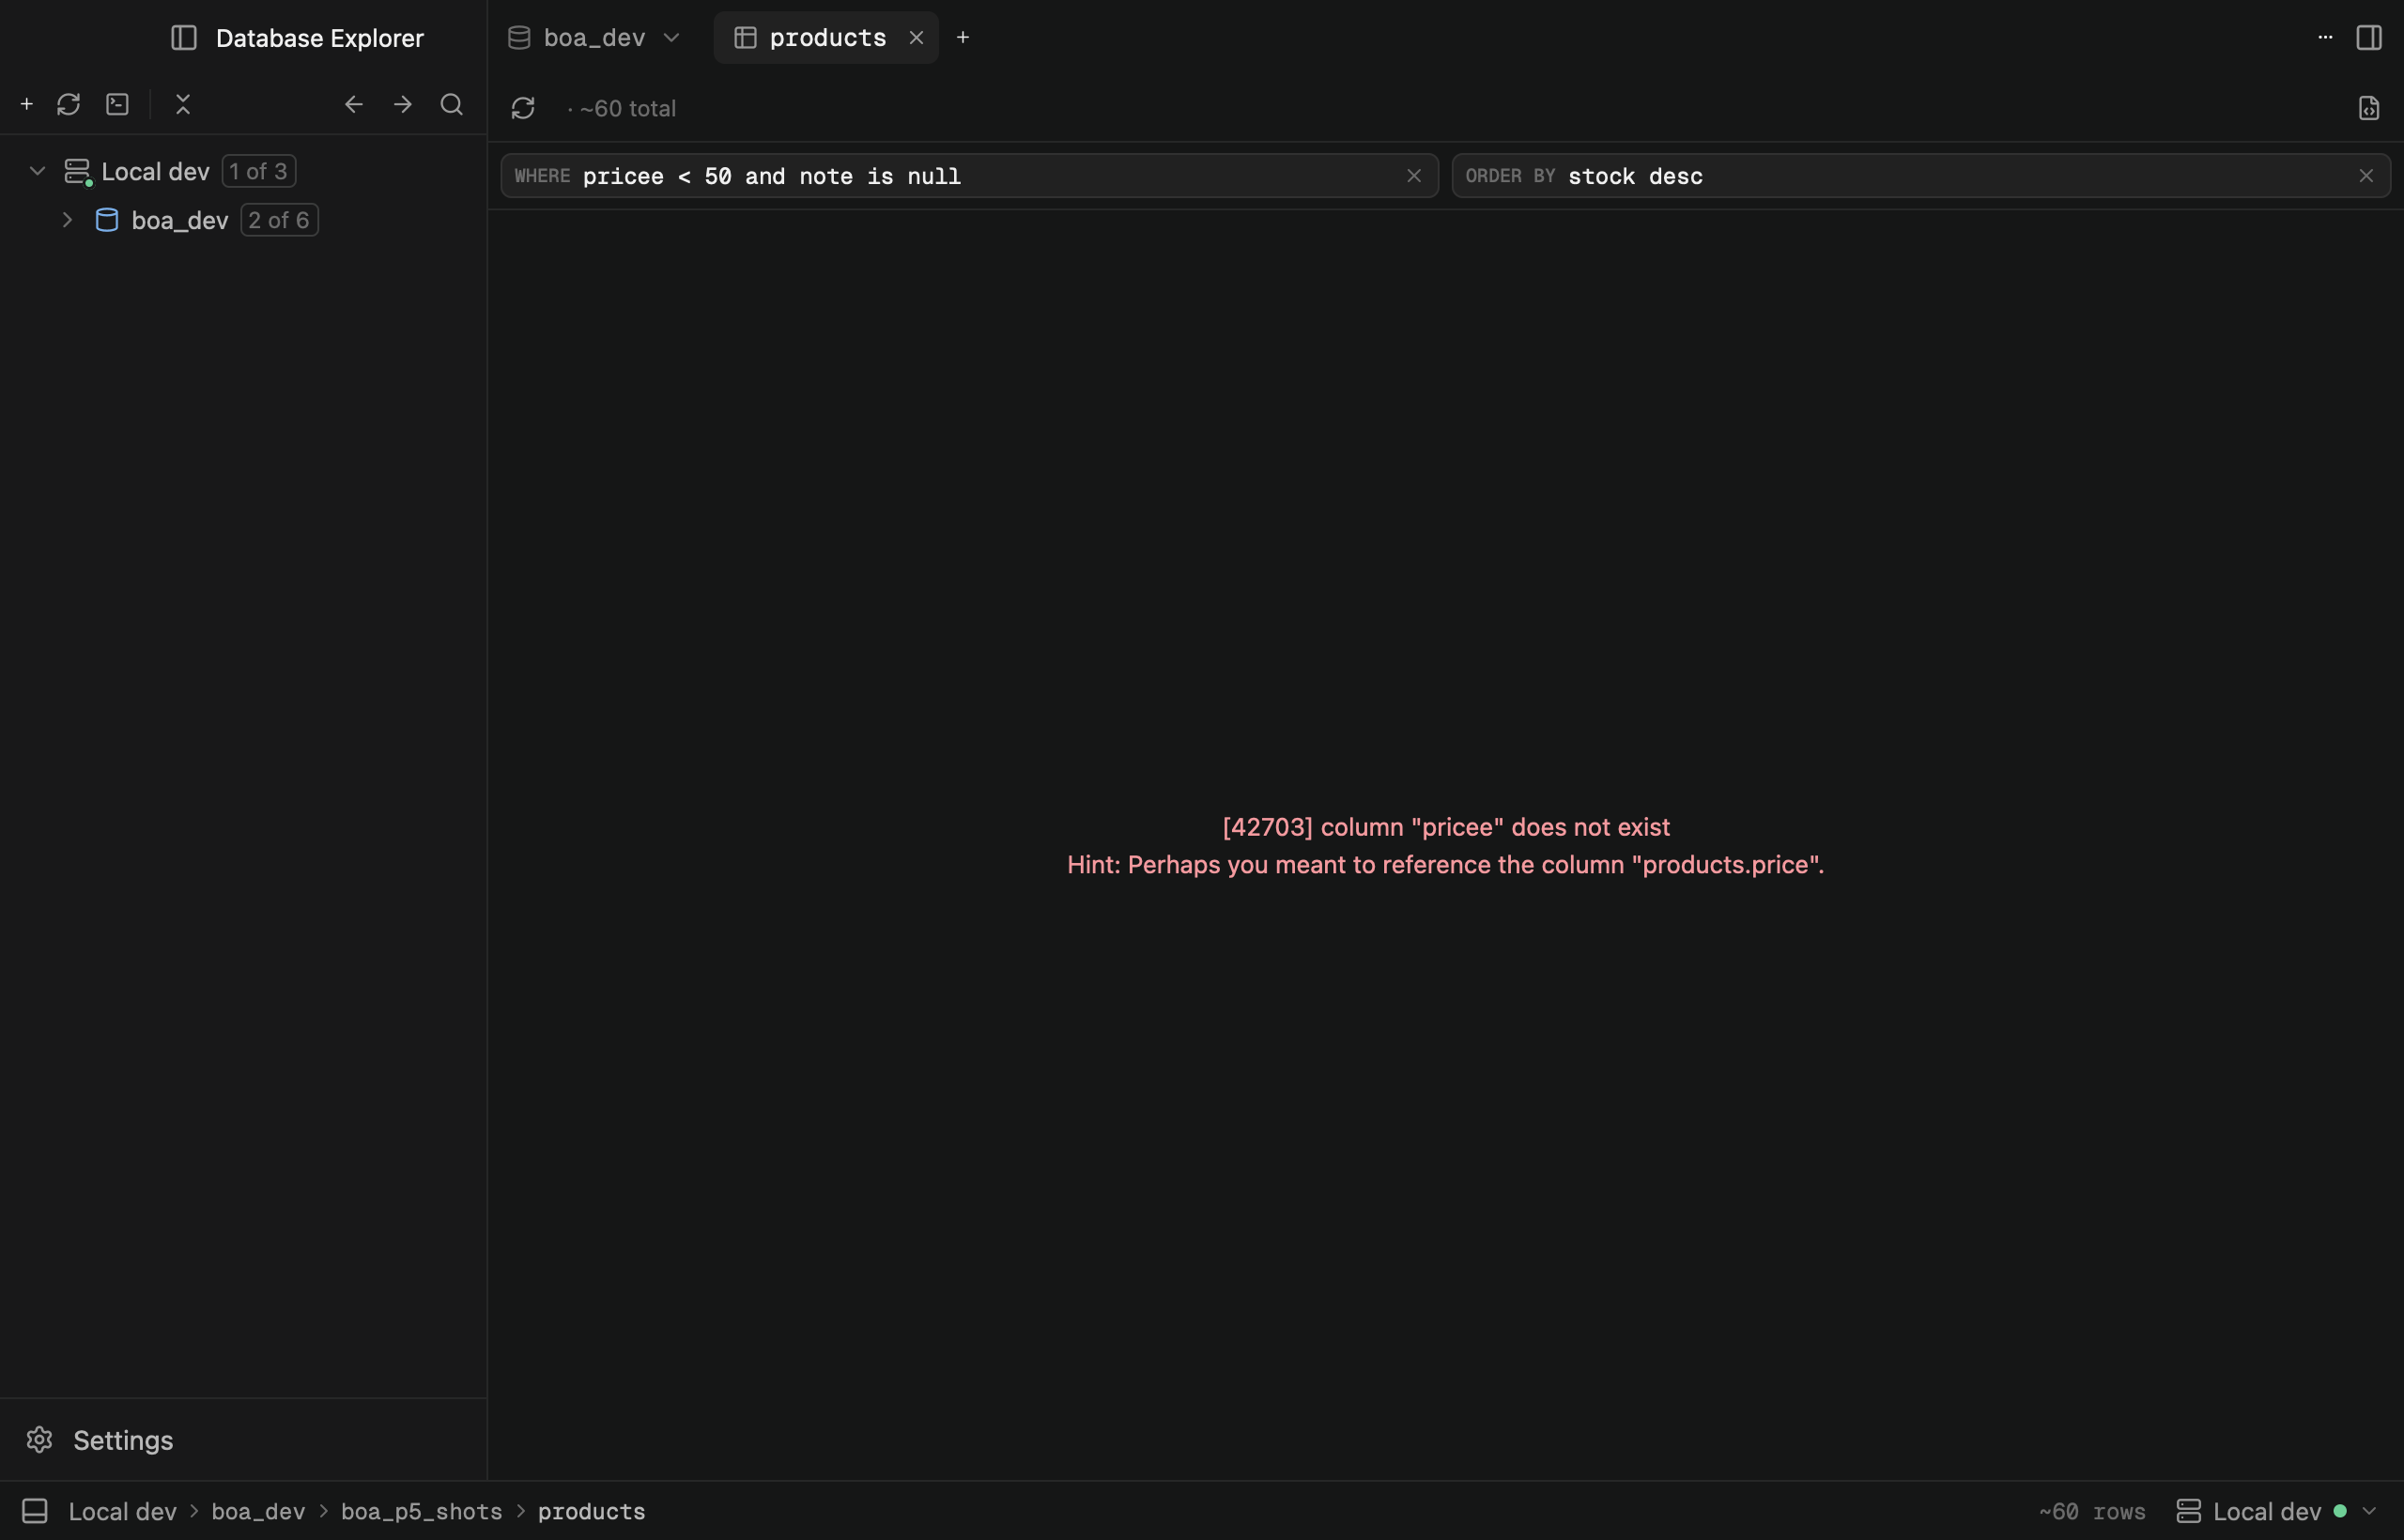 Database Explorer
boa_dev
products
· ~60 total
Local dev 1 of 3
boa_dev 2 of 6
WHERE pricee < 50 and note is null
ORDER BY stock desc
[42703] column "pricee" does not exist
Hint: Perhaps you meant to reference the column "products.price".
Settings
Local dev > boa_dev > boa_p5_shots > products
~60 rows
Local dev